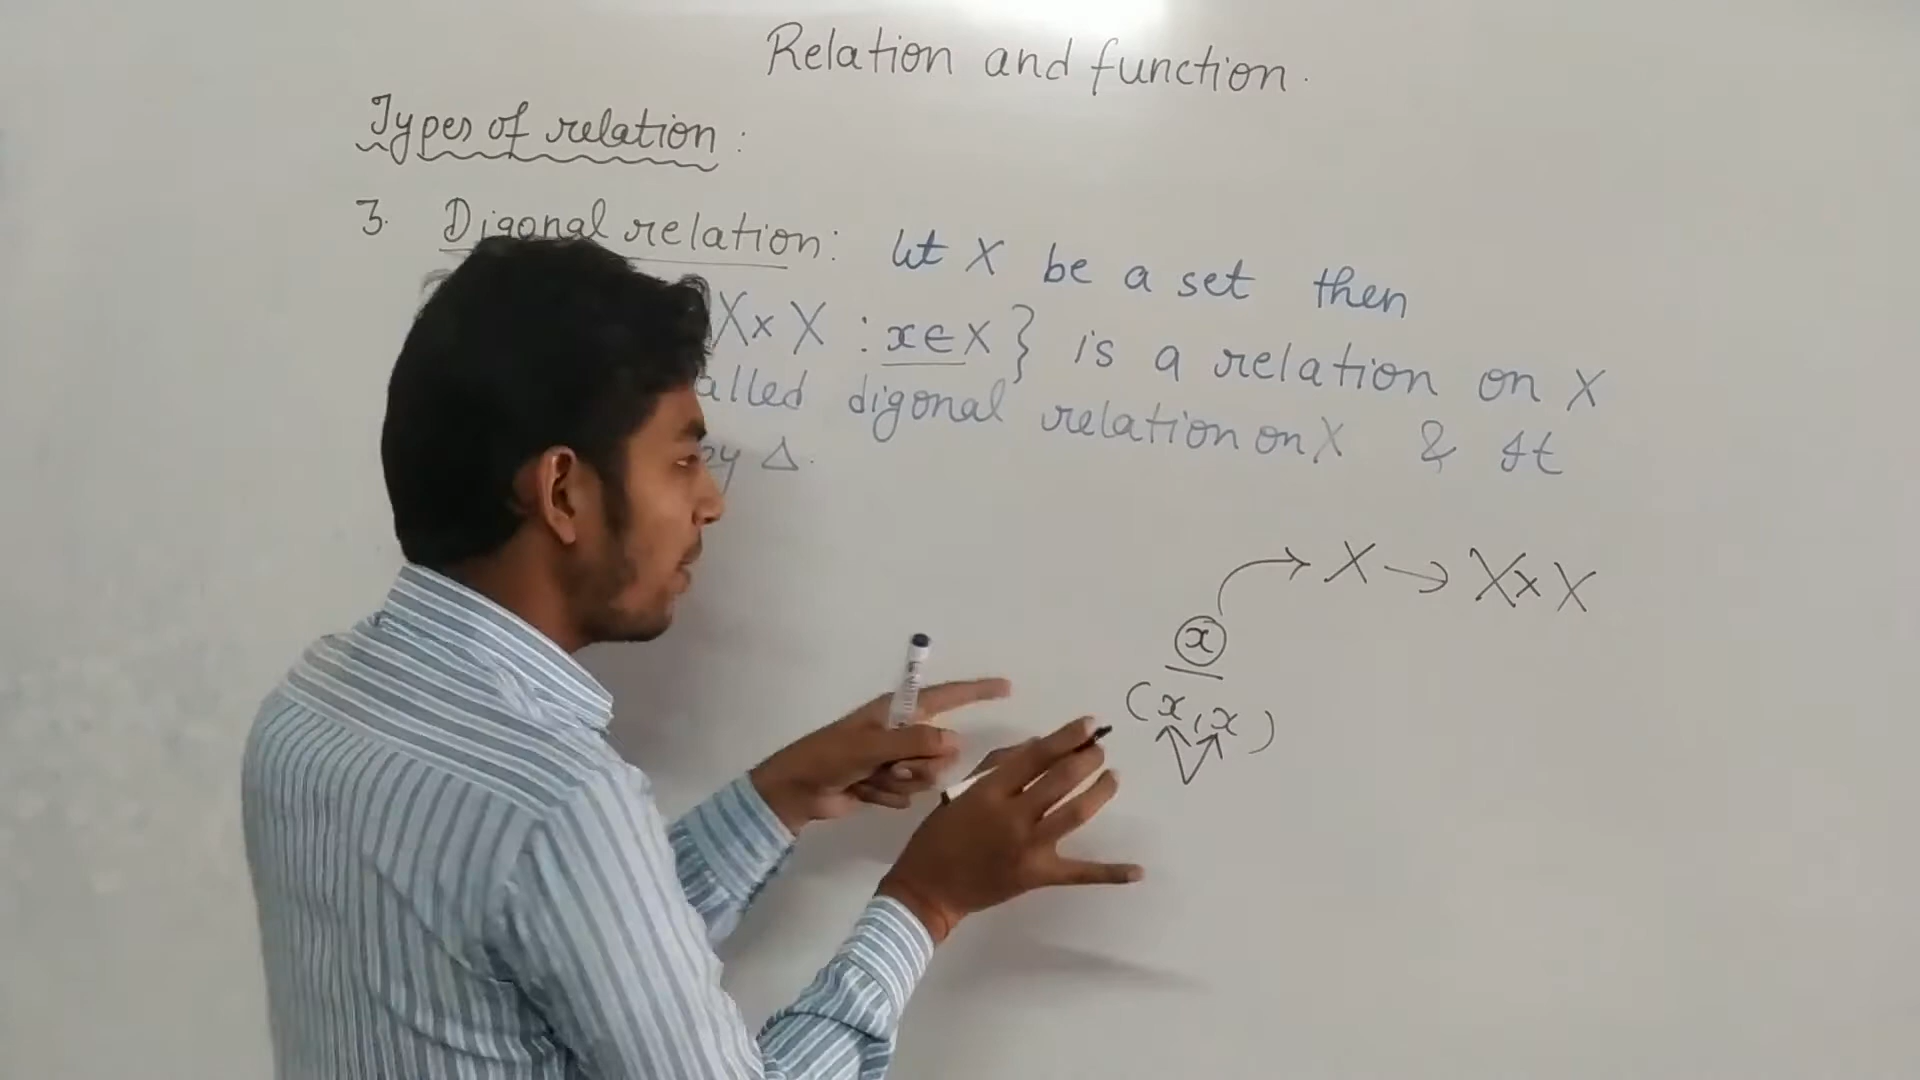 Relation and function.
Types of relation:
3. Digonal relation: let X be a set then
X x X : x ∈ X } is a relation on X
alled digonal relation on X & It
by Δ.
X → X x X
x
(x, x)